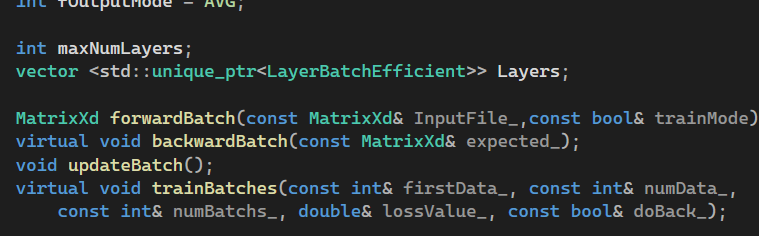 int fOutputMode = AVG;
int maxNumLayers;
vector <std::unique_ptr<LayerBatchEfficient>> Layers;
MatrixXd forwardBatch(const MatrixXd& InputFile_,const bool& trainMode)
virtual void backwardBatch(const MatrixXd& expected_);
void updateBatch();
virtual void trainBatches(const int& firstData_, const int& numData_,
const int& numBatchs_, double& lossValue_, const bool& doBack_);